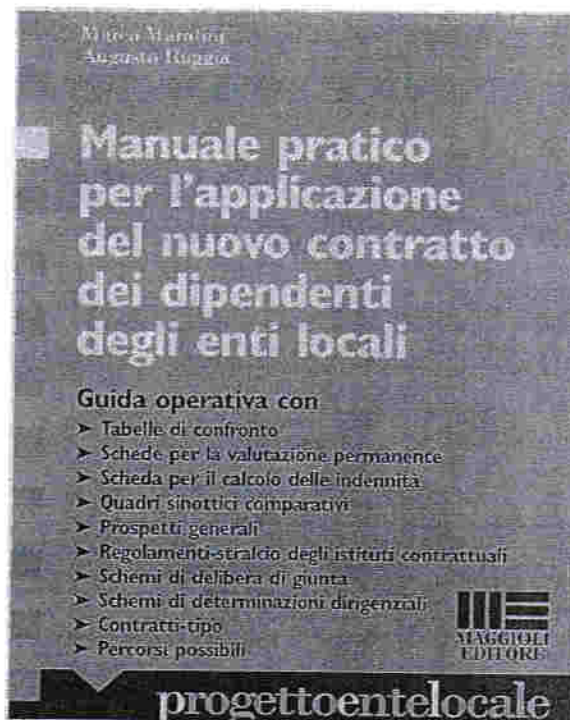 Augusto Ruggia
Manuale pratico
per l'applicazione
del nuovo contratto
dei dipendenti
degli enti locali
Guida operativa con
➤ Tabelle di confronto
➤ Schede per la valutazione permanente
➤ Scheda per il calcolo delle indennità
➤ Quadri sinottici comparativi
➤ Prospetti generali
➤ Regolamenti-stralcio degli istituti contrattuali
➤ Schemi di delibera di giunta
➤ Schemi di determinazioni dirigenziali
➤ Contratti-tipo
➤ Percorsi possibili
MAGGIOLI
EDITORE
progettoentelocale